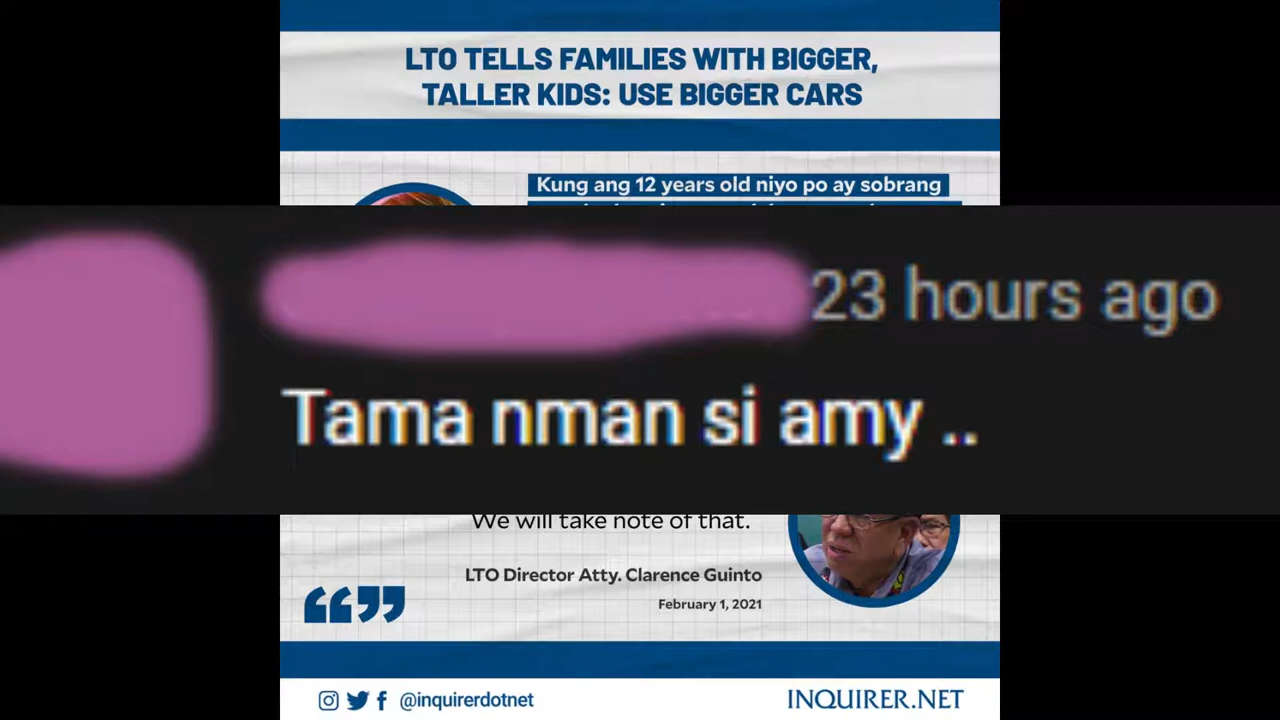 LTO TELLS FAMILIES WITH BIGGER,
TALLER KIDS: USE BIGGER CARS
Kung ang 12 years old niyo po ay sobrang
23 hours ago
Tama nman si amy ..
We will take note of that.
LTO Director Atty. Clarence Guinto
February 1, 2021
@inquirerdotnet
INQUIRER.NET